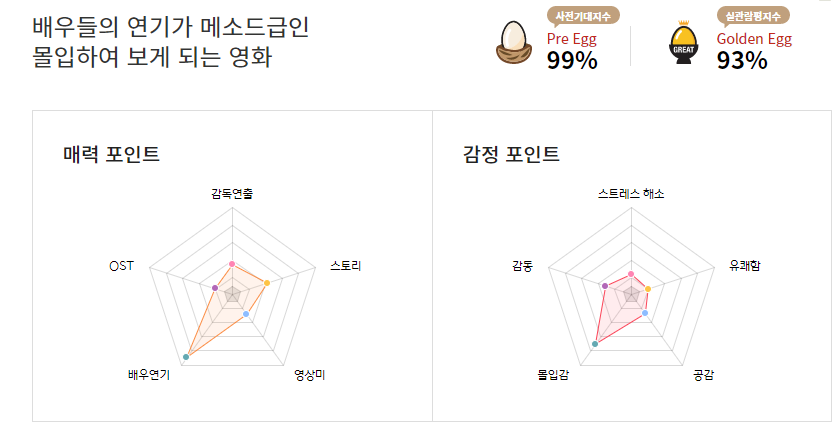 배우들의 연기가 메소드급인
몰입하여 보게 되는 영화
사전기대지수
Pre Egg
99%
실관람평지수
GREAT
Golden Egg
93%
매력 포인트
감독연출
OST
스토리
배우연기
영상미
감정 포인트
스트레스 해소
감동
유쾌함
몰입감
공감